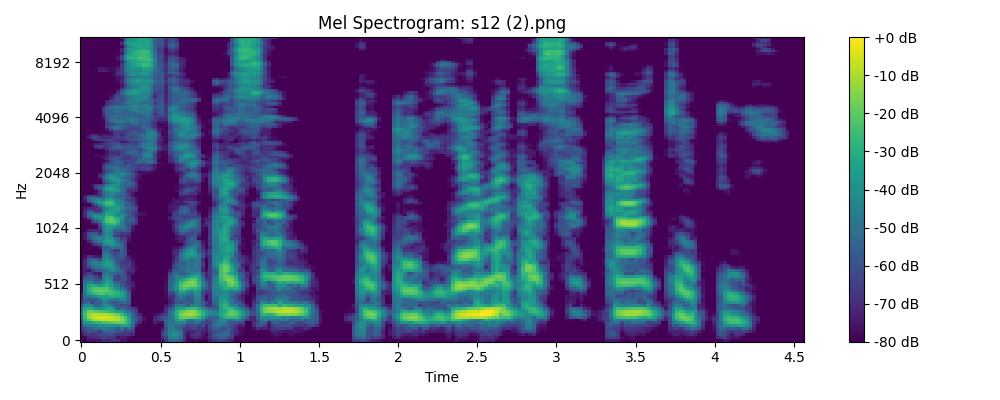 Mel Spectrogram: s12 (2).png
Hz
8192
4096
2048
1024
512
0
0
0.5
1
1.5
2
2.5
3
3.5
4
4.5
Time
+0 dB
-10 dB
-20 dB
-30 dB
-40 dB
-50 dB
-60 dB
-70 dB
-80 dB